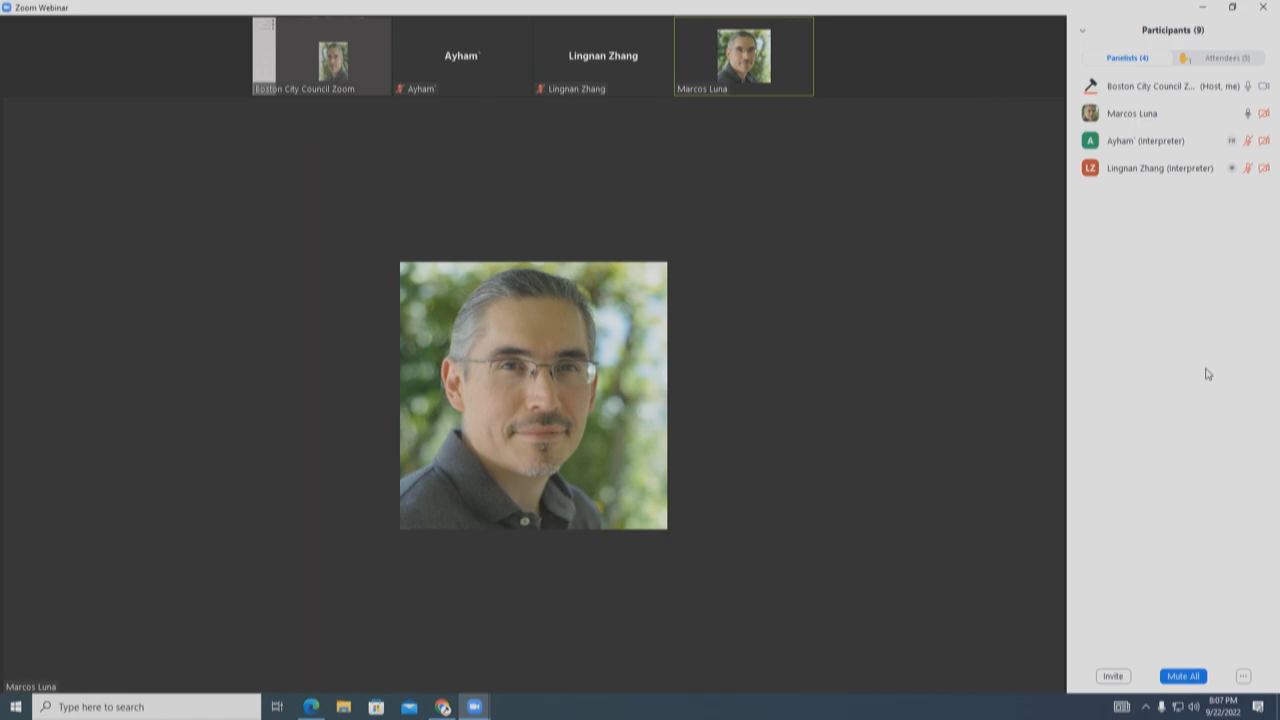 Zoom Webinar
Boston City Council Zoom
Ayham`
Ayham`
Lingnan Zhang
Lingnan Zhang
Marcos Luna
Participants (9)
Panelists (4)
Attendees (5)
Boston City Council Z... (Host, me)
Marcos Luna
A Ayham` (Interpreter)
LZ Lingnan Zhang (Interpreter)
Marcos Luna
Invite
Mute All
Type here to search
8:07 PM
9/22/2022